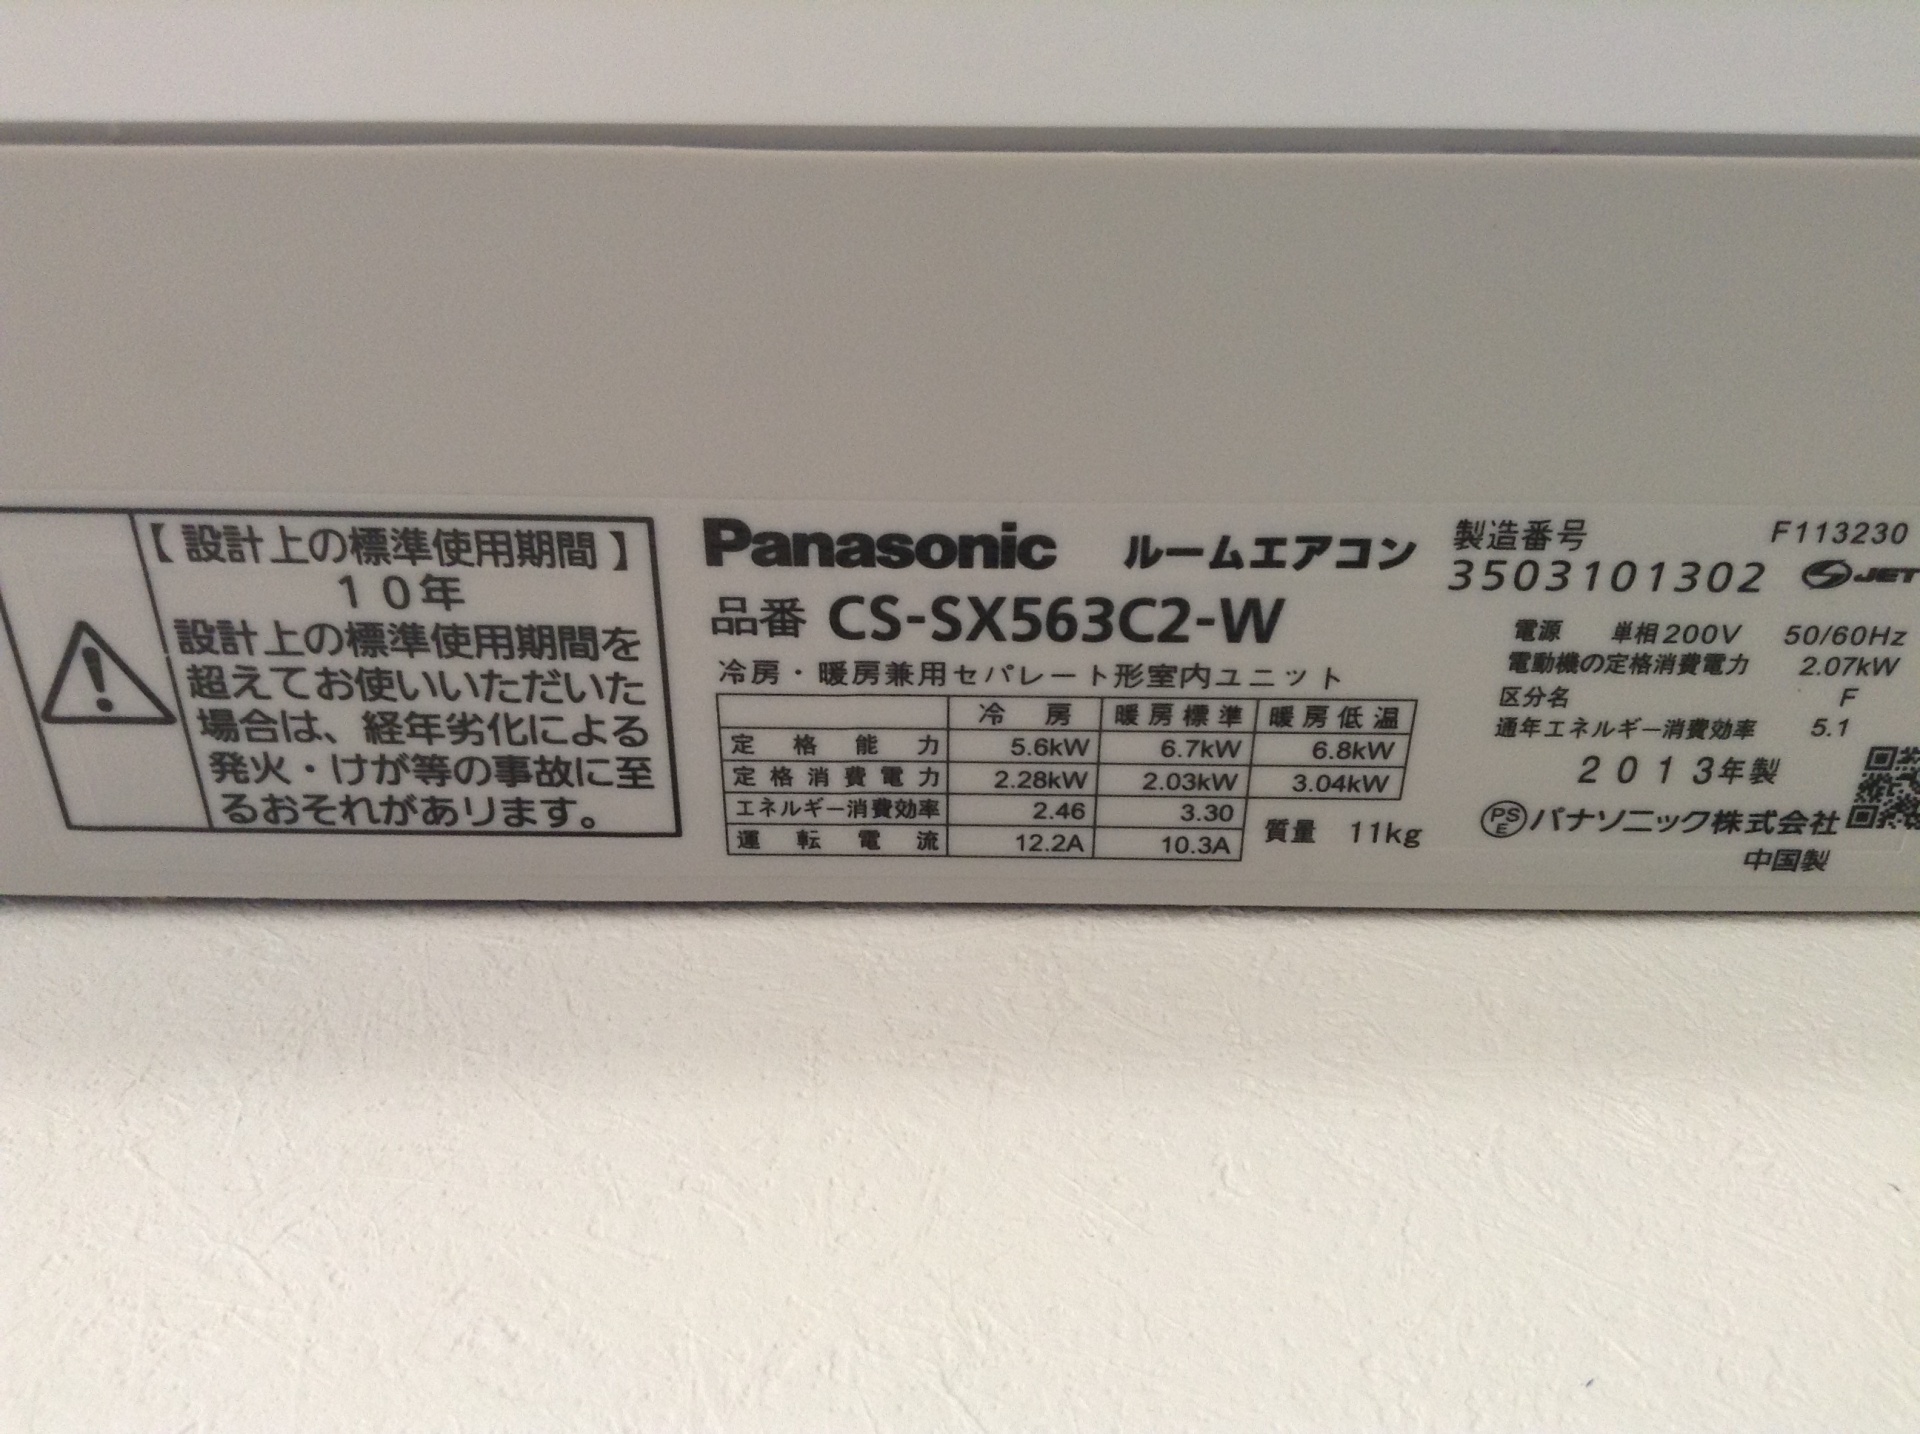 【設計上の標準使用期間】
10年
設計上の標準使用期間を
超えてお使いいただいた
場合は、経年劣化による
発火・けが等の事故に至
るおそれがあります。
Panasonic ルームエアコン
品番 CS-SX563C2-W
冷房・暖房兼用セパレート形室内ユニット
冷房 暖房標準 暖房低温
定格能力 5.6kW 6.7kW 6.8kW
定格消費電力 2.28kW 2.03kW 3.04kW
エネルギー消費効率 2.46 3.30
運転電流 12.2A 10.3A
質量 11kg
製造番号 F113230
3503101302 JET
電源 単相200V 50/60Hz
電動機の定格消費電力 2.07kW
区分名 F
通年エネルギー消費効率 5.1
2013年製
PSE パナソニック株式会社
中国製